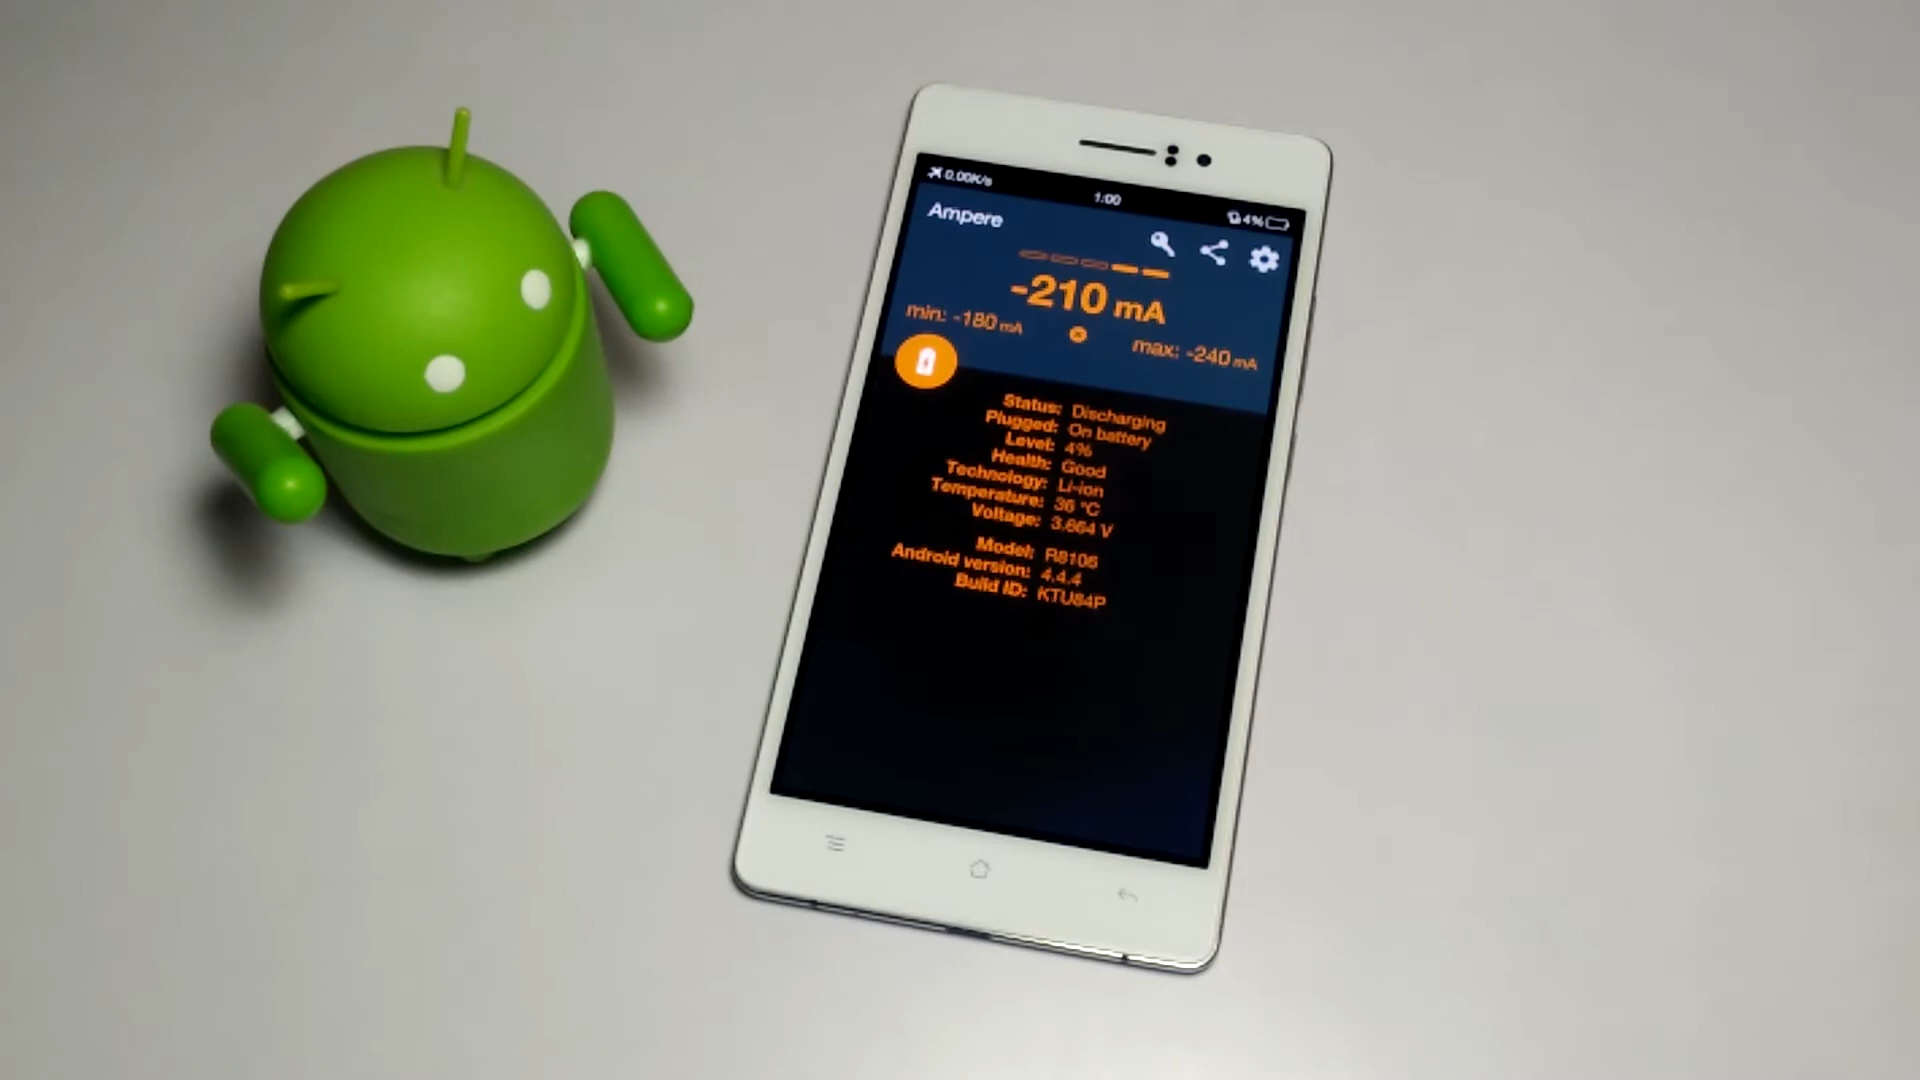 0.00K/s
1:00
4%
Ampere
-210 mA
min: -180 mA
max: -240 mA
Status: Discharging
Plugged: On battery
Level: 4%
Health: Good
Technology: Li-ion
Temperature: 36 °C
Voltage: 3.664 V
Model: R8106
Android version: 4.4.4
Build ID: KTU84P